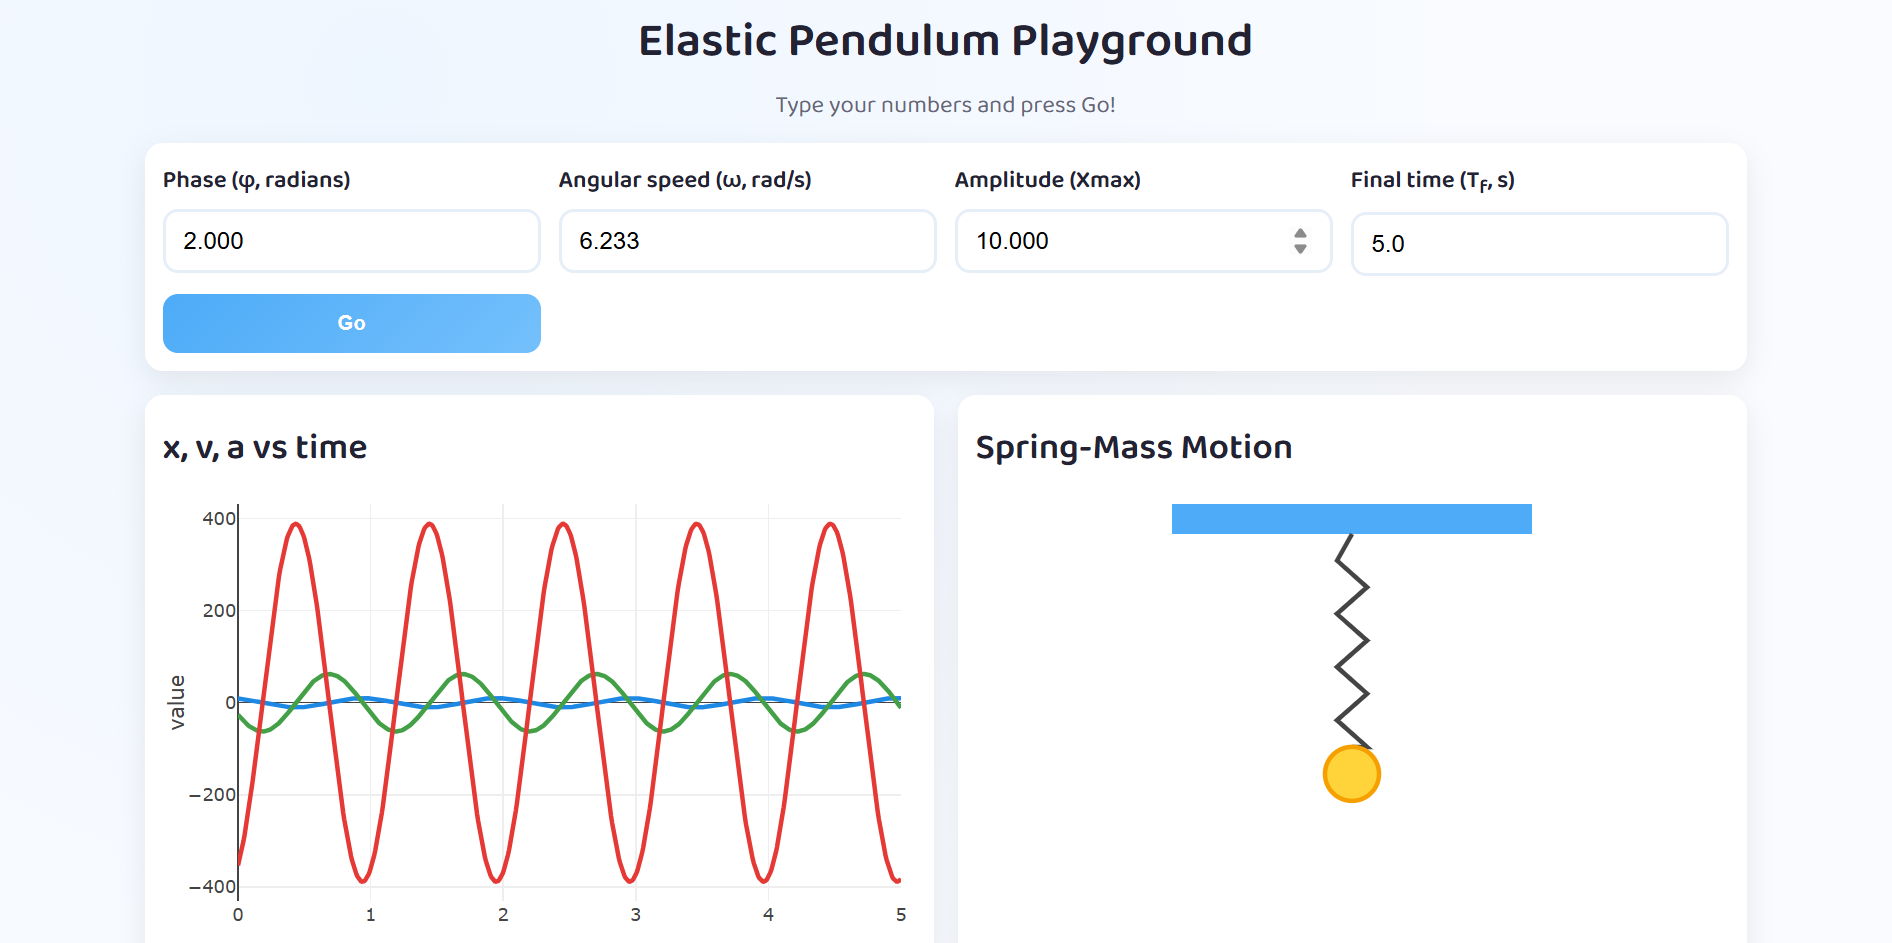 Elastic Pendulum Playground
Type your numbers and press Go!
Phase (φ, radians)
Angular speed (ω, rad/s)
Amplitude (Xmax)
Final time (Tf, s)
2.000
6.233
10.000
5.0
Go
x, v, a vs time
Spring-Mass Motion
400
200
0
−200
−400
value
0 1 2 3 4 5